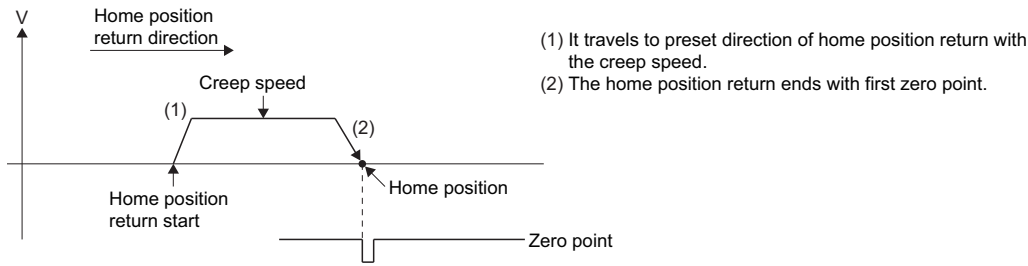 V
Home position
return direction
(1) It travels to preset direction of home position return with
the creep speed.
(2) The home position return ends with first zero point.
Creep speed
(1)
(2)
Home position
Home position
return start
Zero point